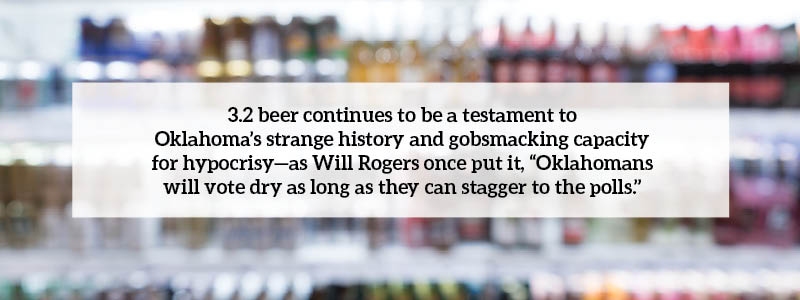 3.2 beer continues to be a testament to
Oklahoma’s strange history and gobsmacking capacity
for hypocrisy—as Will Rogers once put it, “Oklahomans
will vote dry as long as they can stagger to the polls.”